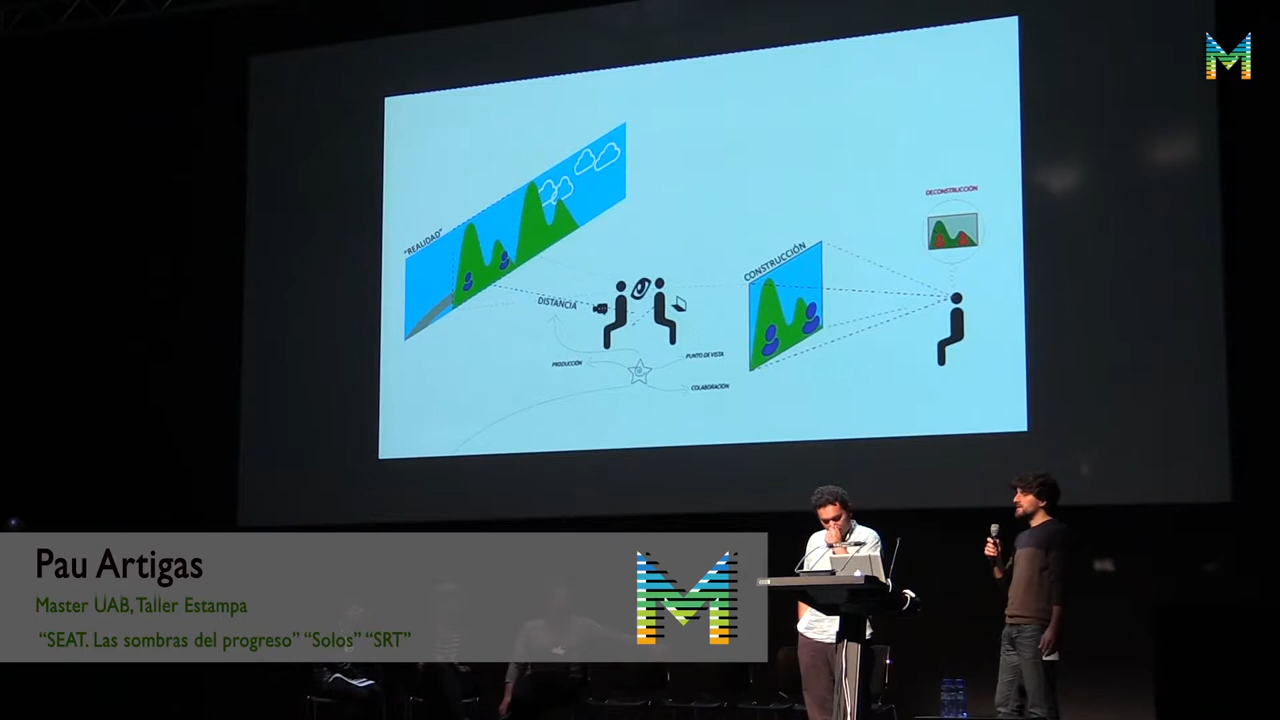 DECONSTRUCCIÓN
"REALIDAD"
CONSTRUCCIÓN
DISTANCIA
PRODUCCIÓN
PUNTO DE VISTA
COLABORACIÓN
M
Pau Artigas
Master UAB, Taller Estampa
“SEAT. Las sombras del progreso” “Solos” “SRT”
M